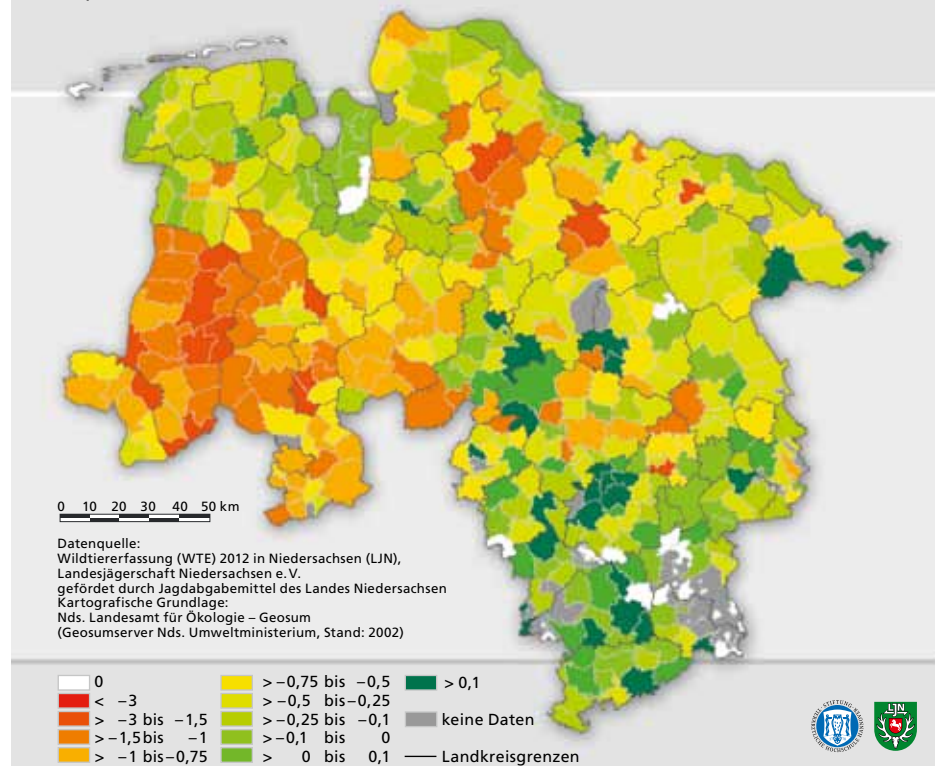 0 10 20 30 40 50 km
Datenquelle:
Wildtiererfassung (WTE) 2012 in Niedersachsen (LJN),
Landesjägerschaft Niedersachsen e. V.
gefördert durch Jagdabgabemittel des Landes Niedersachsen
Kartografische Grundlage:
Nds. Landesamt für Ökologie – Geosum
(Geosumserver Nds. Umweltministerium, Stand: 2002)
0
< −3
> −3 bis −1,5
> −1,5 bis −1
> −1 bis −0,75
> −0,75 bis −0,5
> −0,5 bis −0,25
> −0,25 bis −0,1
> −0,1 bis 0
> 0 bis 0,1
> 0,1
keine Daten
Landkreisgrenzen
LJN